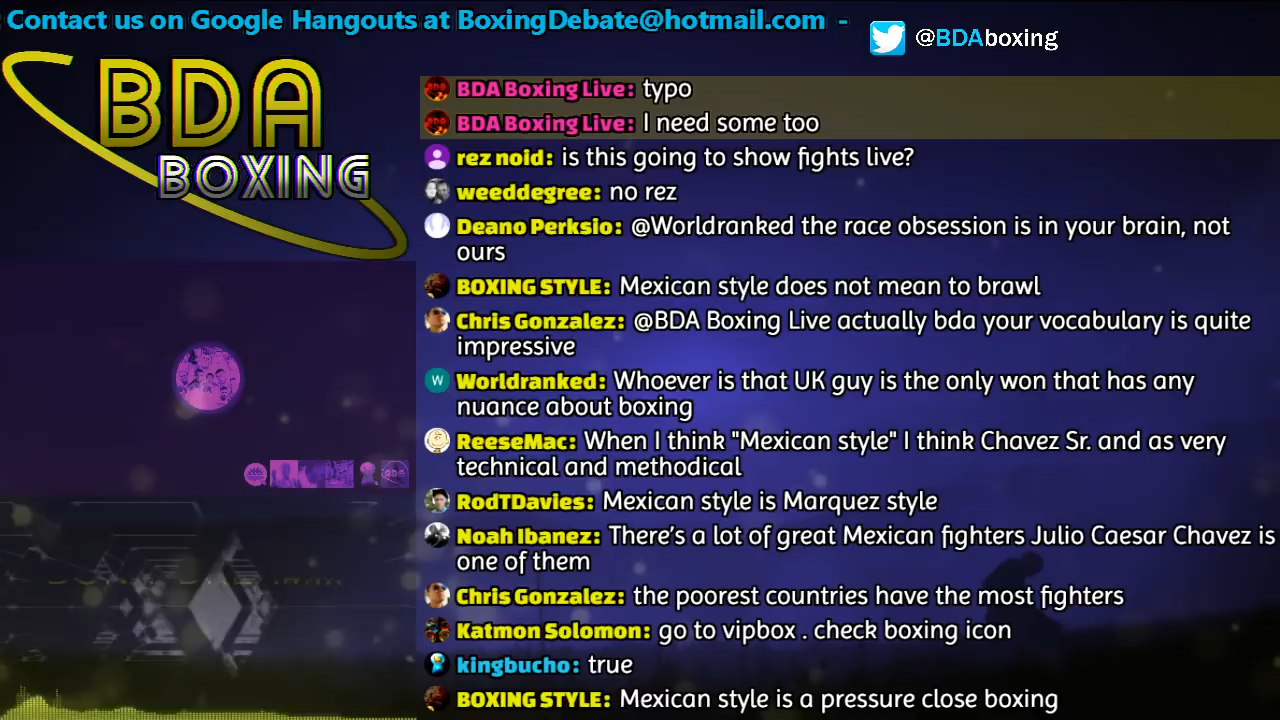 Contact us on Google Hangouts at BoxingDebate@hotmail.com -
@BDAboxing
BDA
BOXING
BDA Boxing Live: typo
BDA Boxing Live: I need some too
rez noid: is this going to show fights live?
weeddegree: no rez
Deano Perksio: @Worldranked the race obsession is in your brain, not
ours
BOXING STYLE: Mexican style does not mean to brawl
Chris Gonzalez: @BDA Boxing Live actually bda your vocabulary is quite
impressive
W Worldranked: Whoever is that UK guy is the only won that has any
nuance about boxing
ReeseMac: When I think "Mexican style" I think Chavez Sr. and as very
technical and methodical
RodTDavies: Mexican style is Marquez style
Noah Ibanez: There's a lot of great Mexican fighters Julio Caesar Chavez is
one of them
Chris Gonzalez: the poorest countries have the most fighters
Katmon Solomon: go to vipbox . check boxing icon
kingbucho: true
BOXING STYLE: Mexican style is a pressure close boxing